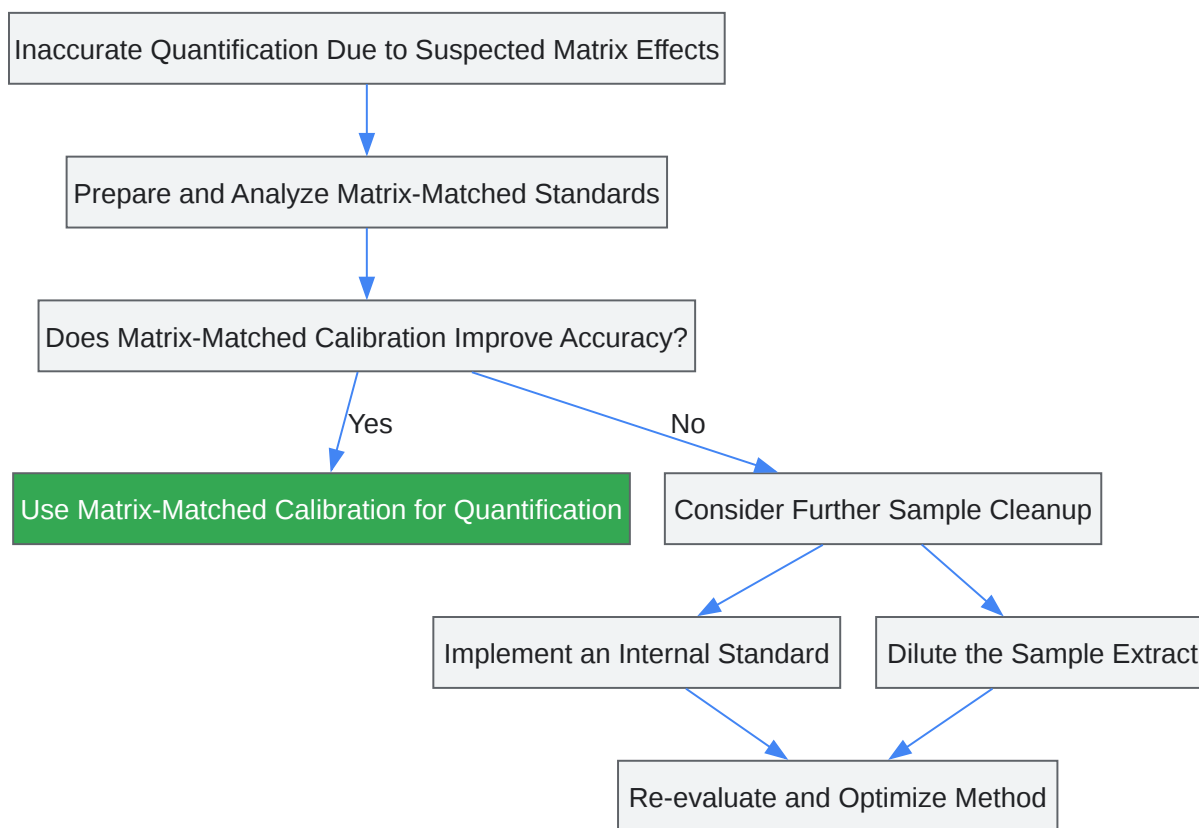 Inaccurate Quantification Due to Suspected Matrix Effects
Prepare and Analyze Matrix-Matched Standards
Does Matrix-Matched Calibration Improve Accuracy?
Yes
No
Use Matrix-Matched Calibration for Quantification
Consider Further Sample Cleanup
Implement an Internal Standard
Dilute the Sample Extract
Re-evaluate and Optimize Method